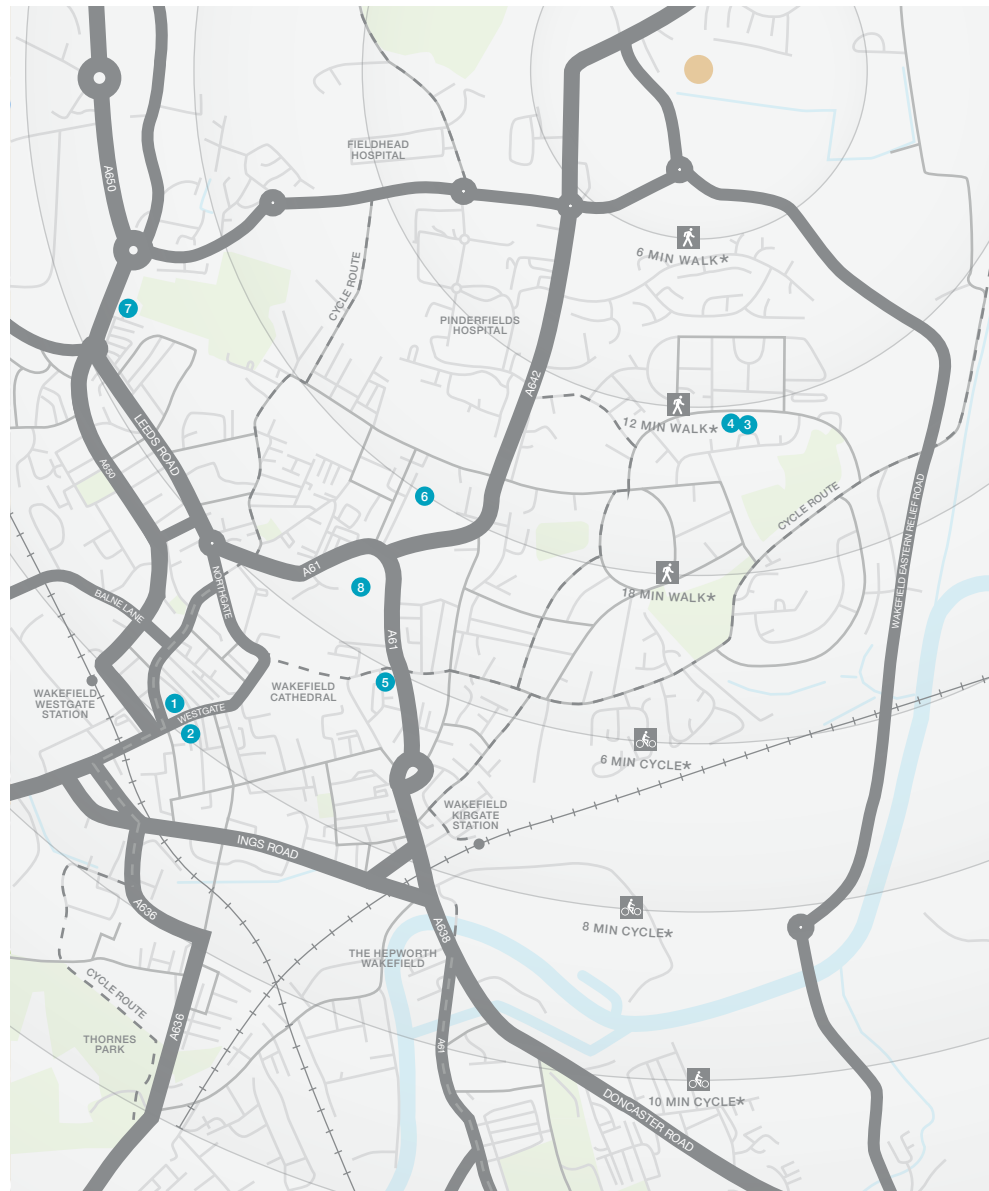 FIELDHEAD
HOSPITAL
A650
6 MIN WALK*
CYCLE ROUTE
7
PINDERFIELDS
HOSPITAL
A642
12 MIN WALK*
4
3
LEEDS ROAD
A650
6
CYCLE ROUTE
WAKEFIELD EASTERN RELIEF ROAD
A61
8
18 MIN WALK*
NORTHGATE
BALNE LANE
A61
WAKEFIELD
WESTGATE
STATION
WAKEFIELD
CATHEDRAL
5
1
WESTGATE
2
6 MIN CYCLE*
WAKEFIELD
KIRGATE
STATION
INGS ROAD
A636
8 MIN CYCLE*
A638
THE HEPWORTH
WAKEFIELD
CYCLE ROUTE
A636
THORNES
PARK
A61
10 MIN CYCLE*
DONCASTER ROAD